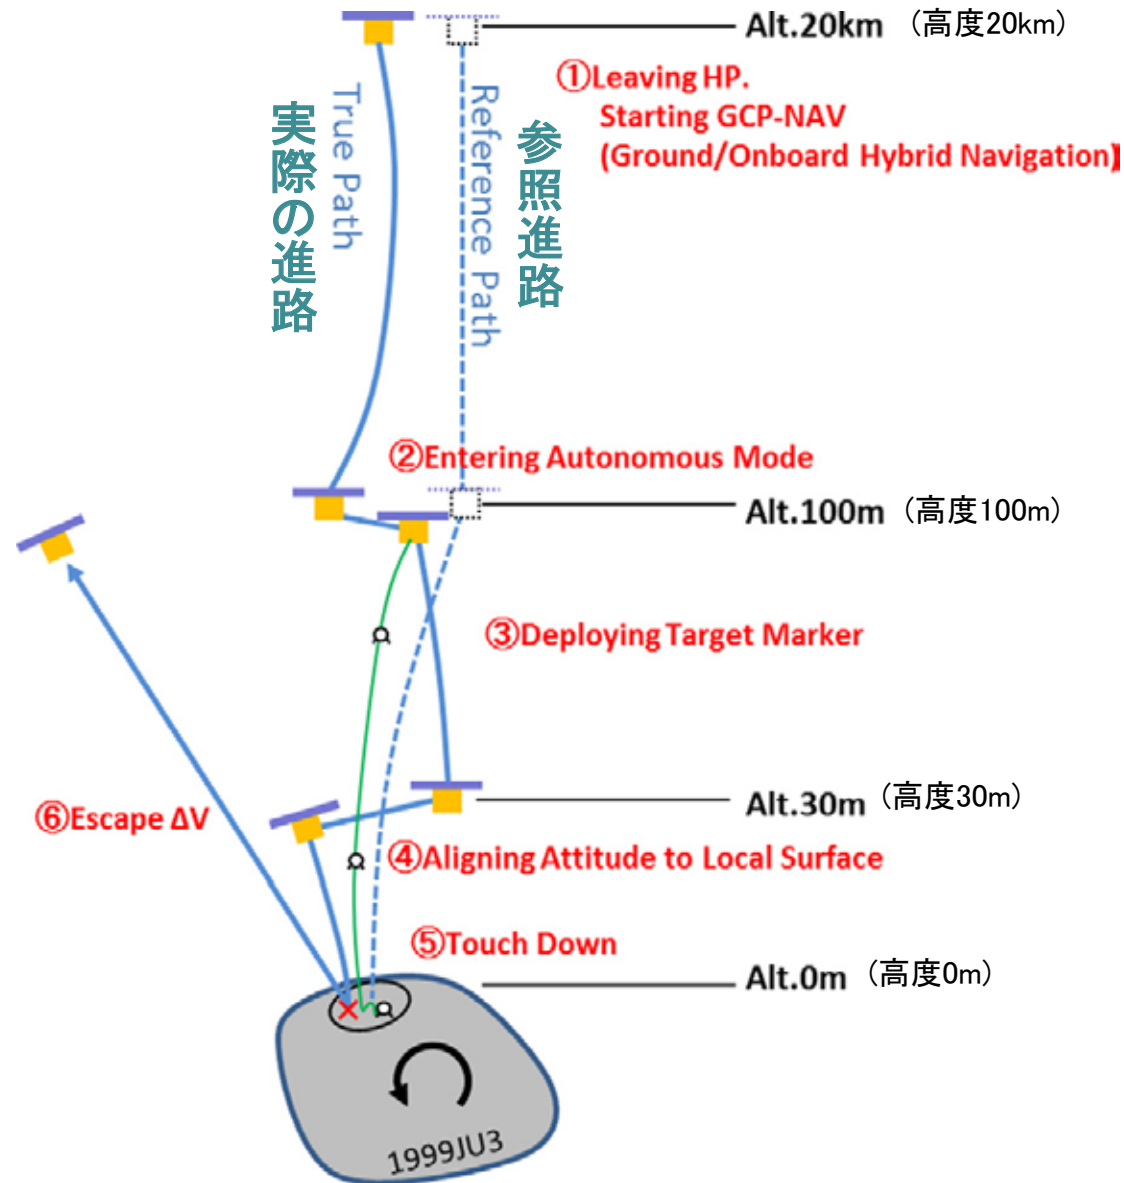 Alt.20km (高度20km)
①Leaving HP.
Starting GCP-NAV
(Ground/Onboard Hybrid Navigation)
実際の進路
True Path
Reference Path
参照進路
②Entering Autonomous Mode
Alt.100m (高度100m)
③Deploying Target Marker
Alt.30m (高度30m)
⑥Escape ΔV
④Aligning Attitude to Local Surface
⑤Touch Down
Alt.0m (高度0m)
1999JU3